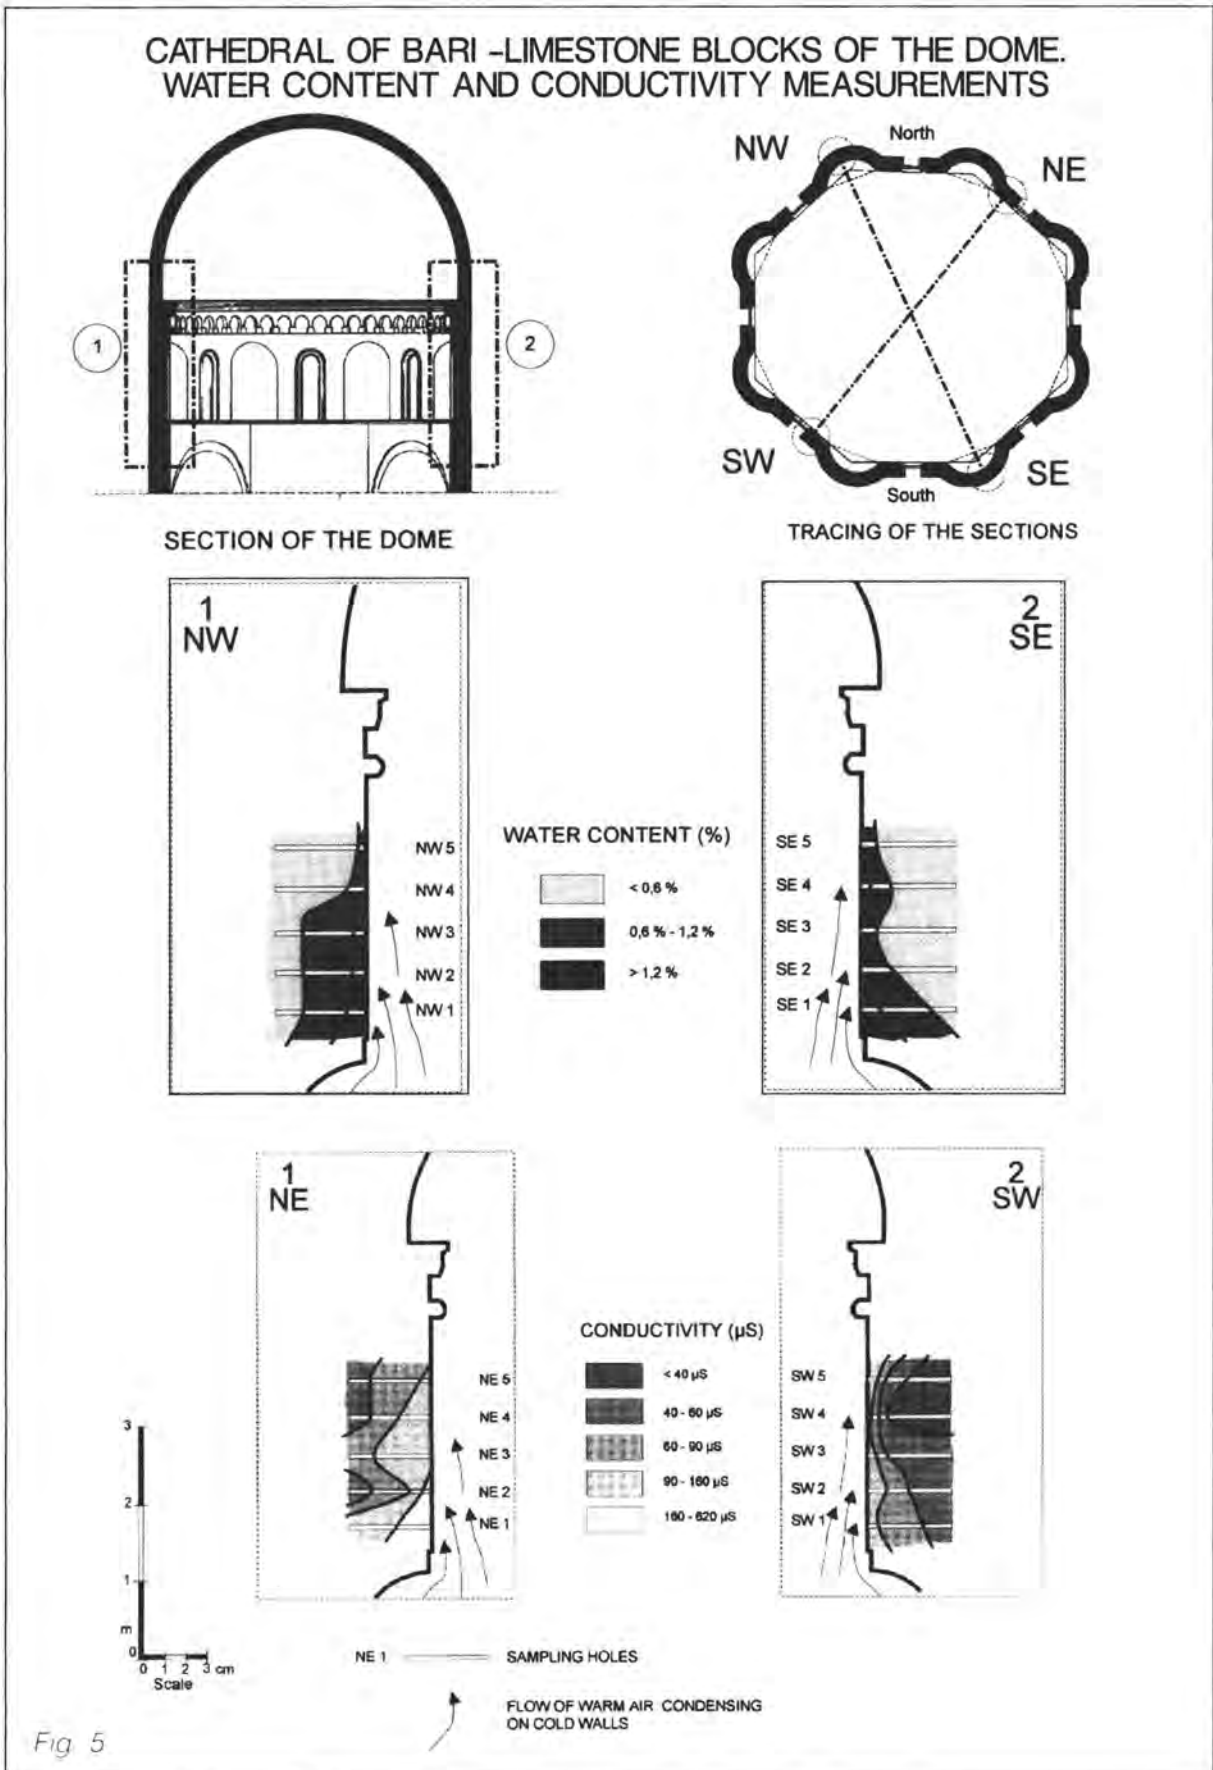 CATHEDRAL OF BARI -LIMESTONE BLOCKS OF THE DOME.
WATER CONTENT AND CONDUCTIVITY MEASUREMENTS
1
2
SECTION OF THE DOME
NW
North
NE
SW
South
SE
TRACING OF THE SECTIONS
1
NW
NW 5
NW 4
NW 3
NW 2
NW 1
WATER CONTENT (%)
< 0,6 %
0,6 % - 1,2 %
> 1,2 %
2
SE
SE 5
SE 4
SE 3
SE 2
SE 1
1
NE
NE 5
NE 4
NE 3
NE 2
NE 1
CONDUCTIVITY (µS)
< 40 µS
40 - 60 µS
60 - 90 µS
90 - 160 µS
160 - 620 µS
2
SW
SW 5
SW 4
SW 3
SW 2
SW 1
3
2
1
m
0
0 1 2 3 cm
Scale
NE 1
SAMPLING HOLES
FLOW OF WARM AIR CONDENSING
ON COLD WALLS
Fig 5